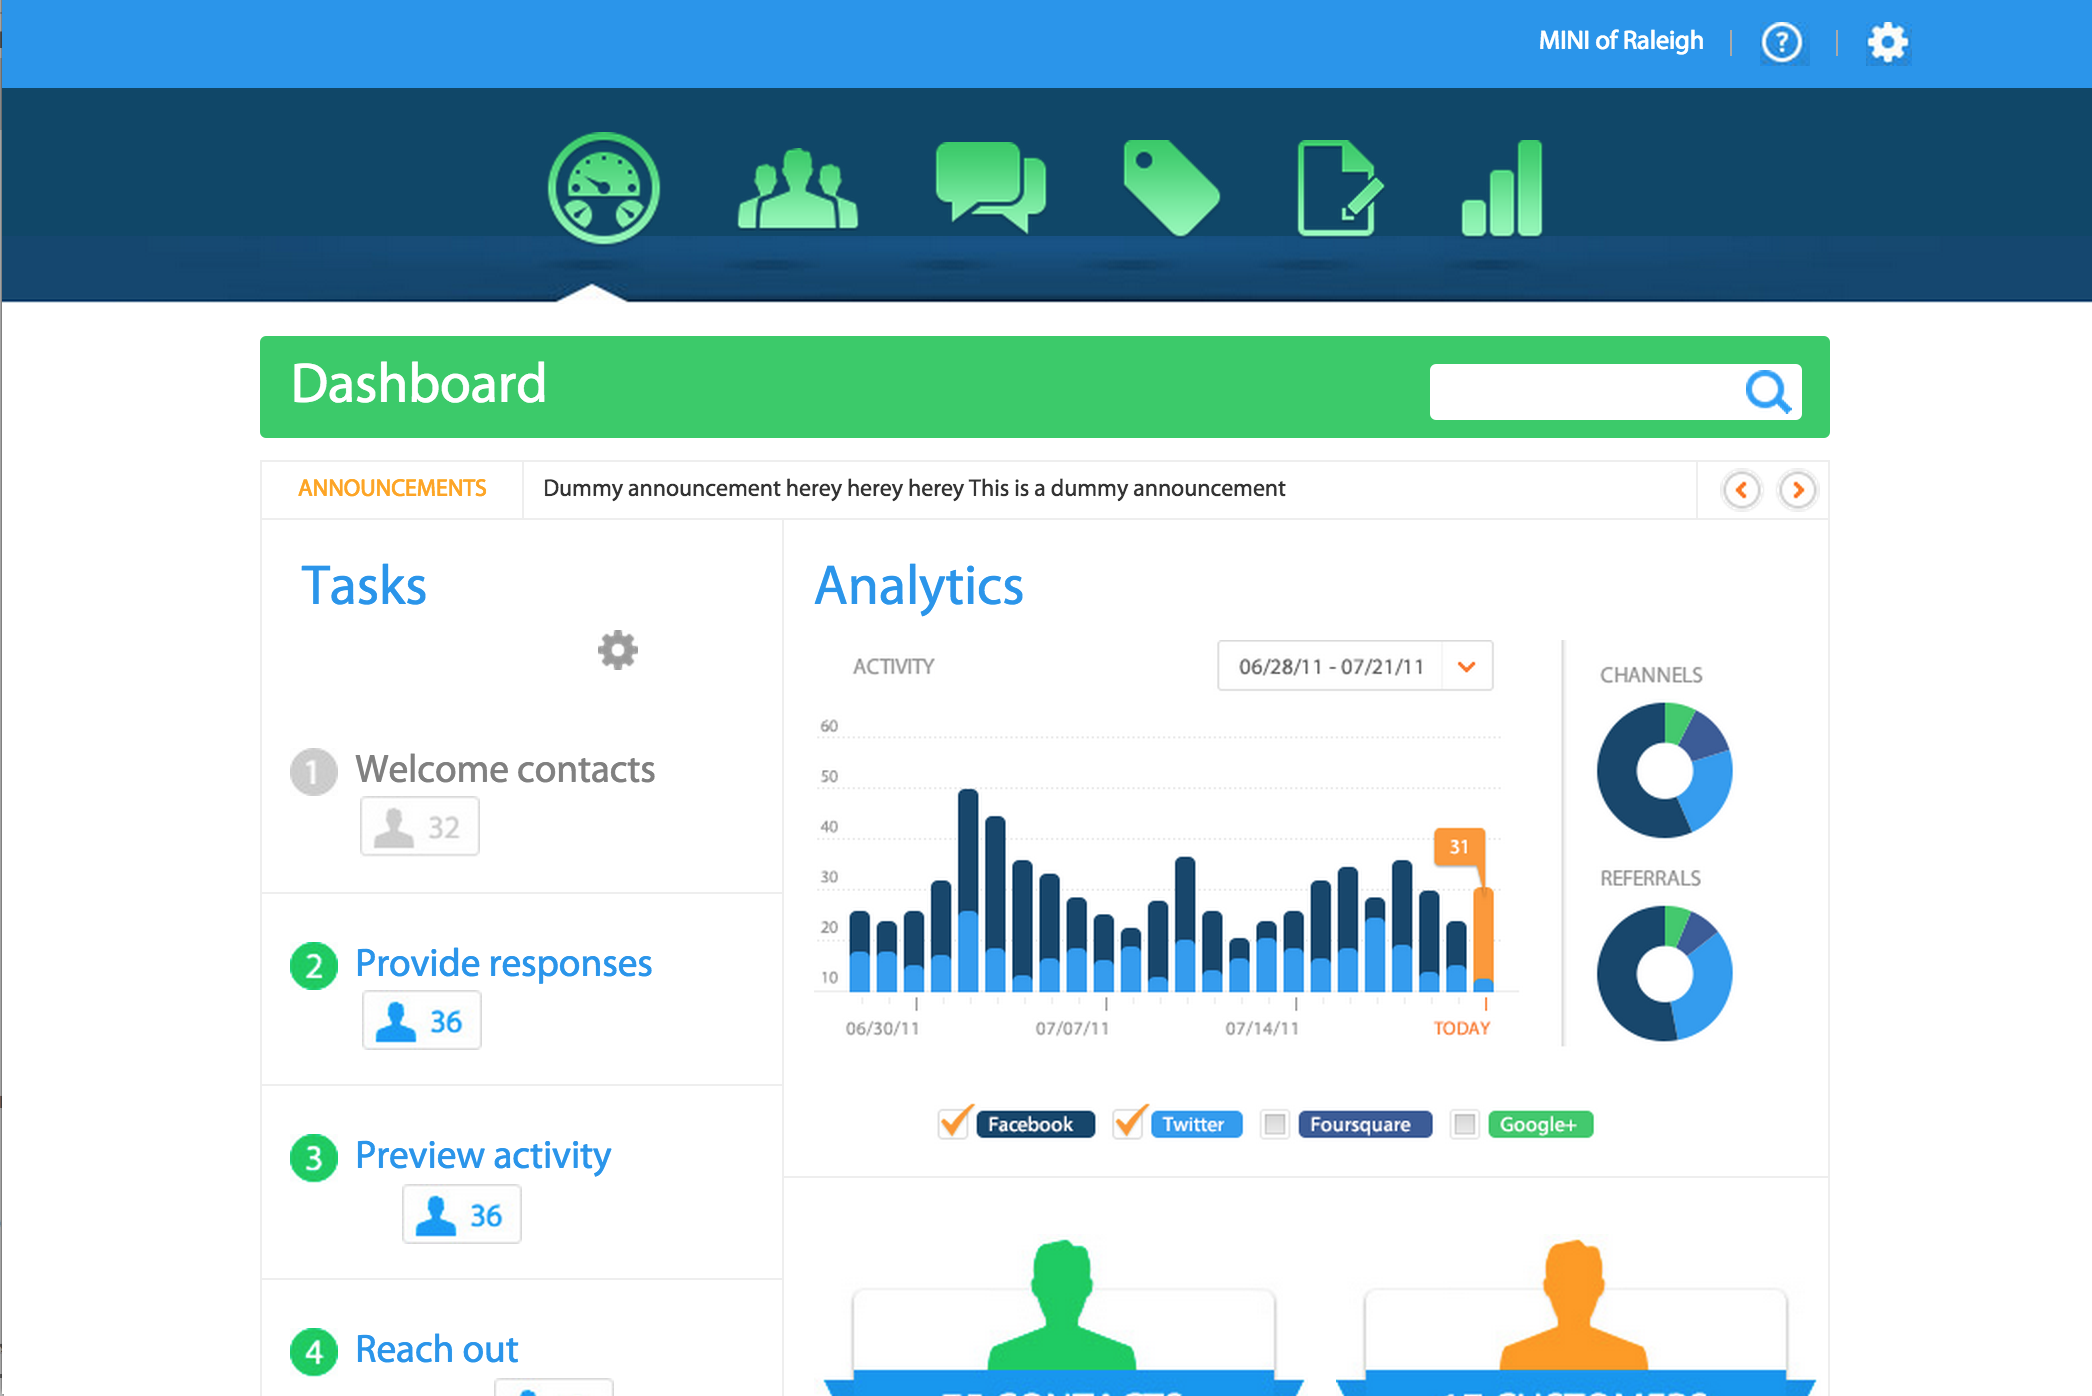 MINI of Raleigh
Dashboard
ANNOUNCEMENTS
Dummy announcement herey herey herey This is a dummy announcement
Tasks
1 Welcome contacts
32
2 Provide responses
36
3 Preview activity
36
4 Reach out
Analytics
ACTIVITY
06/28/11 - 07/21/11
60
50
40
30
20
10
31
06/30/11 07/07/11 07/14/11 TODAY
CHANNELS
REFERRALS
Facebook Twitter Foursquare Google+